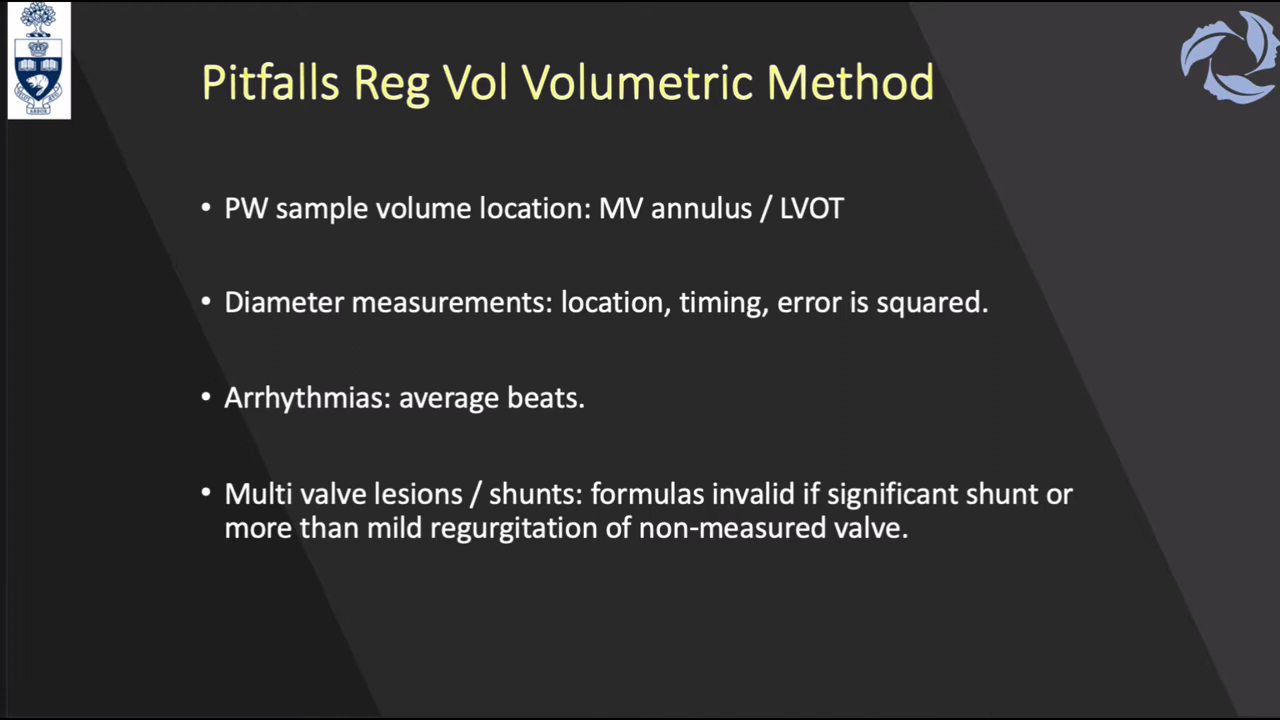 Pitfalls Reg Vol Volumetric Method
• PW sample volume location: MV annulus / LVOT
• Diameter measurements: location, timing, error is squared.
• Arrhythmias: average beats.
• Multi valve lesions / shunts: formulas invalid if significant shunt or
more than mild regurgitation of non-measured valve.